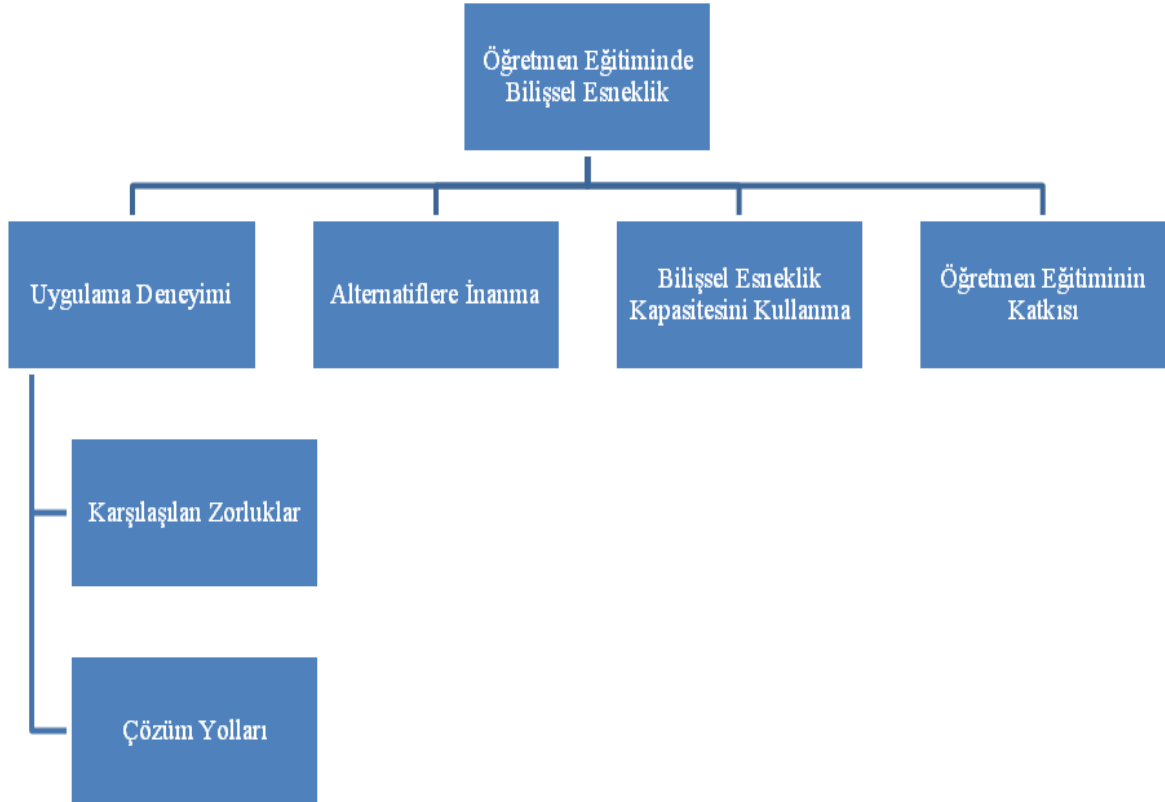 Öğretmen Eğitiminde
Bilişsel Esneklik
Uygulama Deneyimi
Alternatiflere İnanma
Bilişsel Esneklik
Kapasitesini Kullanma
Öğretmen Eğitiminin
Katkısı
Karşılaşılan Zorluklar
Çözüm Yolları